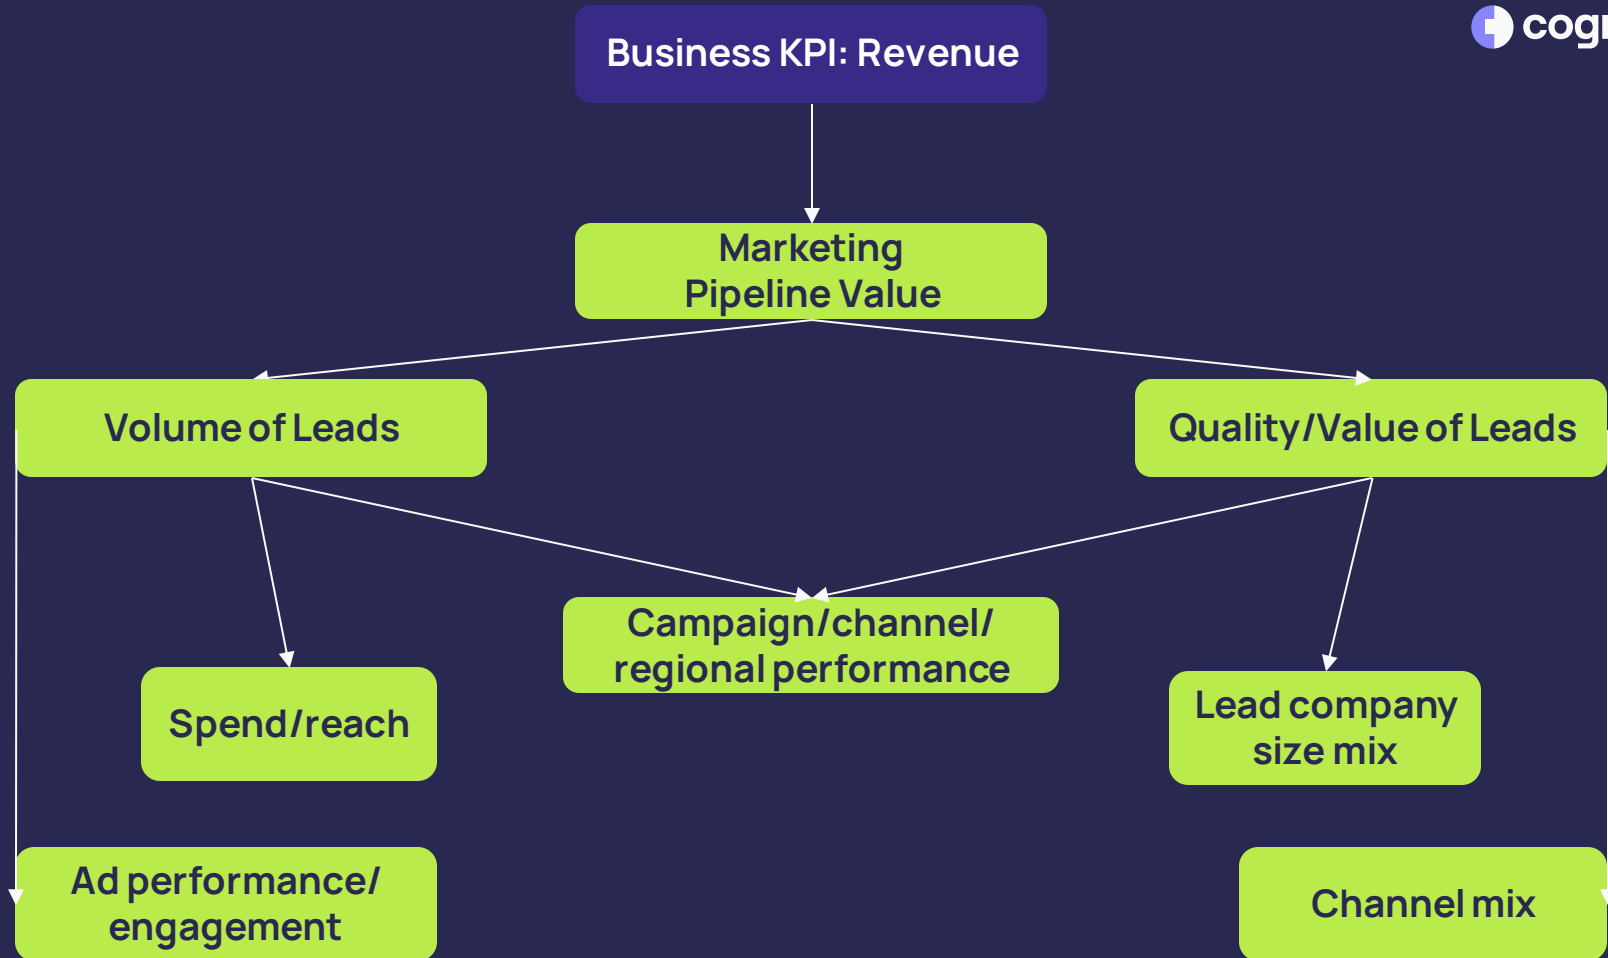 Business KPI: Revenue
Marketing
Pipeline Value
Volume of Leads
Quality/Value of Leads
Campaign/channel/
regional performance
Spend/reach
Lead company
size mix
Ad performance/
engagement
Channel mix